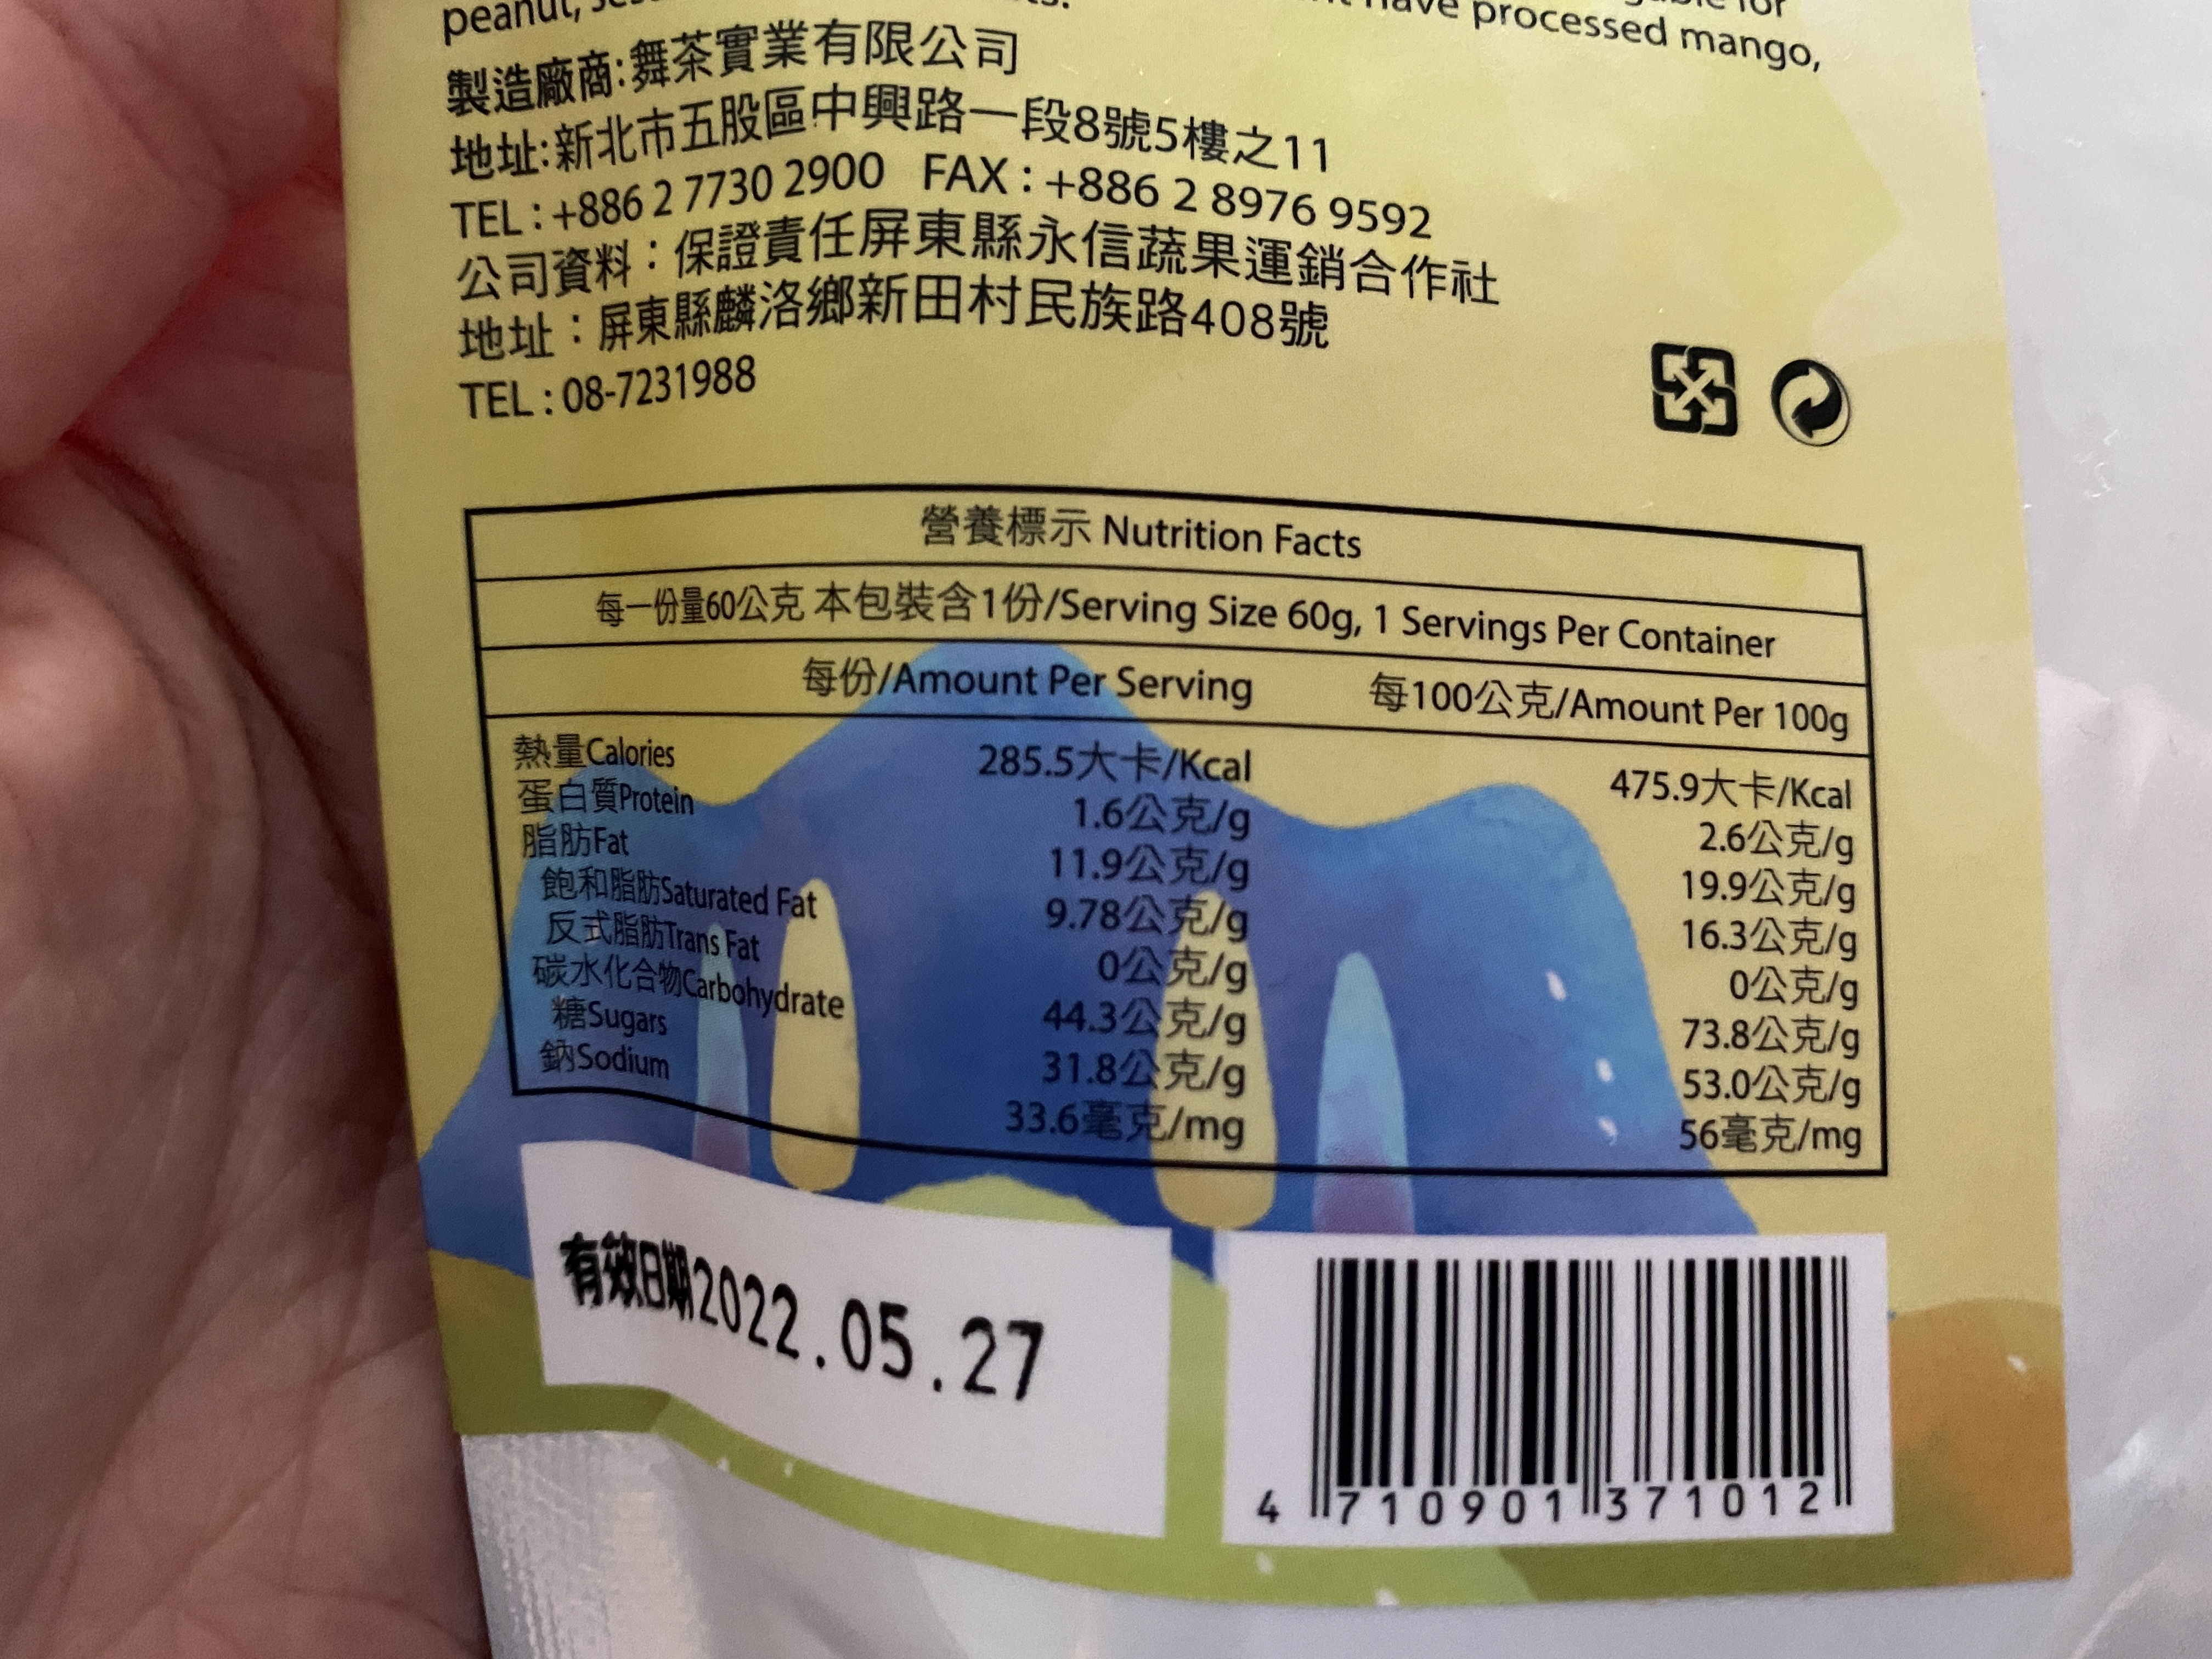 have processed mango,
peanut,
製造廠商:舞茶實業有限公司
地址:新北市五股區中興路一段8號5樓之11
TEL : +886 2 7730 2900 FAX : +886 2 8976 9592
公司資料：保證責任屏東縣永信蔬果運銷合作社
地址：屏東縣麟洛鄉新田村民族路408號
TEL : 08-7231988
營養標示 Nutrition Facts
每一份量60公克 本包裝含1份/Serving Size 60g, 1 Servings Per Container
每份/Amount Per Serving 每100公克/Amount Per 100g
熱量Calories 285.5大卡/Kcal 475.9大卡/Kcal
蛋白質Protein 1.6公克/g 2.6公克/g
脂肪Fat 11.9公克/g 19.9公克/g
飽和脂肪Saturated Fat 9.78公克/g 16.3公克/g
反式脂肪Trans Fat 0公克/g 0公克/g
碳水化合物Carbohydrate 44.3公克/g 73.8公克/g
糖Sugars 31.8公克/g 53.0公克/g
鈉Sodium 33.6毫克/mg 56毫克/mg
有效日期2022.05.27
4 710901 371012